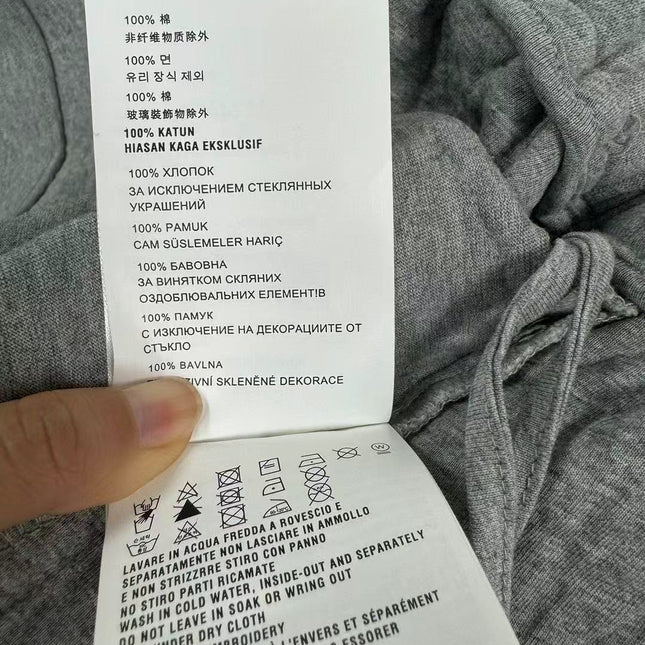 100% 棉
非纤维物质除外
100% 면
유리 장식 제외
100% 棉
玻璃裝飾物除外
100% KATUN
HIASAN KAGA EKSKLUSIF
100% ХЛОПОК
ЗА ИСКЛЮЧЕНИЕМ СТЕКЛЯННЫХ
УКРАШЕНИЙ
100% PAMUK
CAM SÜSLEMELER HARIÇ
100% БАВОВНА
ЗА ВИНЯТКОМ СКЛЯНИХ
ОЗДОБЛЮВАЛЬНИХ ЕЛЕМЕНТІВ
100% ПАМУК
С ИЗКЛЮЧЕНИЕ НА ДЕКОРАЦИИТЕ ОТ
СТЪКЛО
100% BAVLNA
SKLENĚNÉ DEKORACE
W
LAVARE IN ACQUA FREDDA A ROVESCIO E
SEPARATAMENTE NON LASCIARE IN AMMOLLO
E NON STRIZZRRE STIRO CON PANNO
NO STIRO PARTI RICAMATE
WASH IN COLD WATER, INSIDE-OUT AND SEPARATELY
DO NOT LEAVE IN SOAK OR WRING OUT
UNDER DRY CLOTH
EMBROIDERY
L'ENVERS ET SÉPARÉMENT
ESSORER